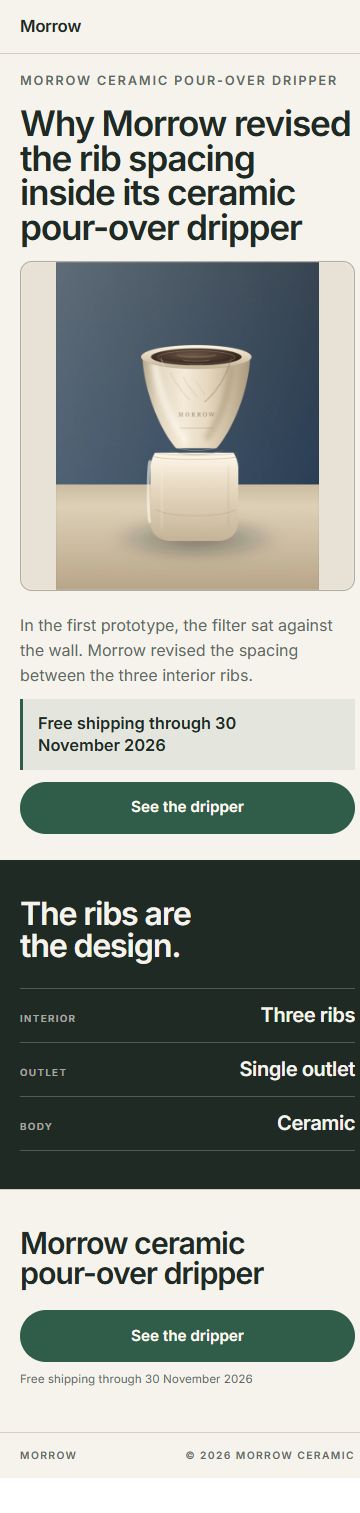 Morrow
MORROW CERAMIC POUR-OVER DRIPPER
Why Morrow revised
the rib spacing
inside its ceramic
pour-over dripper
MORROW
In the first prototype, the filter sat against
the wall. Morrow revised the spacing
between the three interior ribs.
Free shipping through 30
November 2026
See the dripper
The ribs are
the design.
INTERIOR Three ribs
OUTLET Single outlet
BODY Ceramic
Morrow ceramic
pour-over dripper
See the dripper
Free shipping through 30 November 2026
MORROW © 2026 MORROW CERAMIC